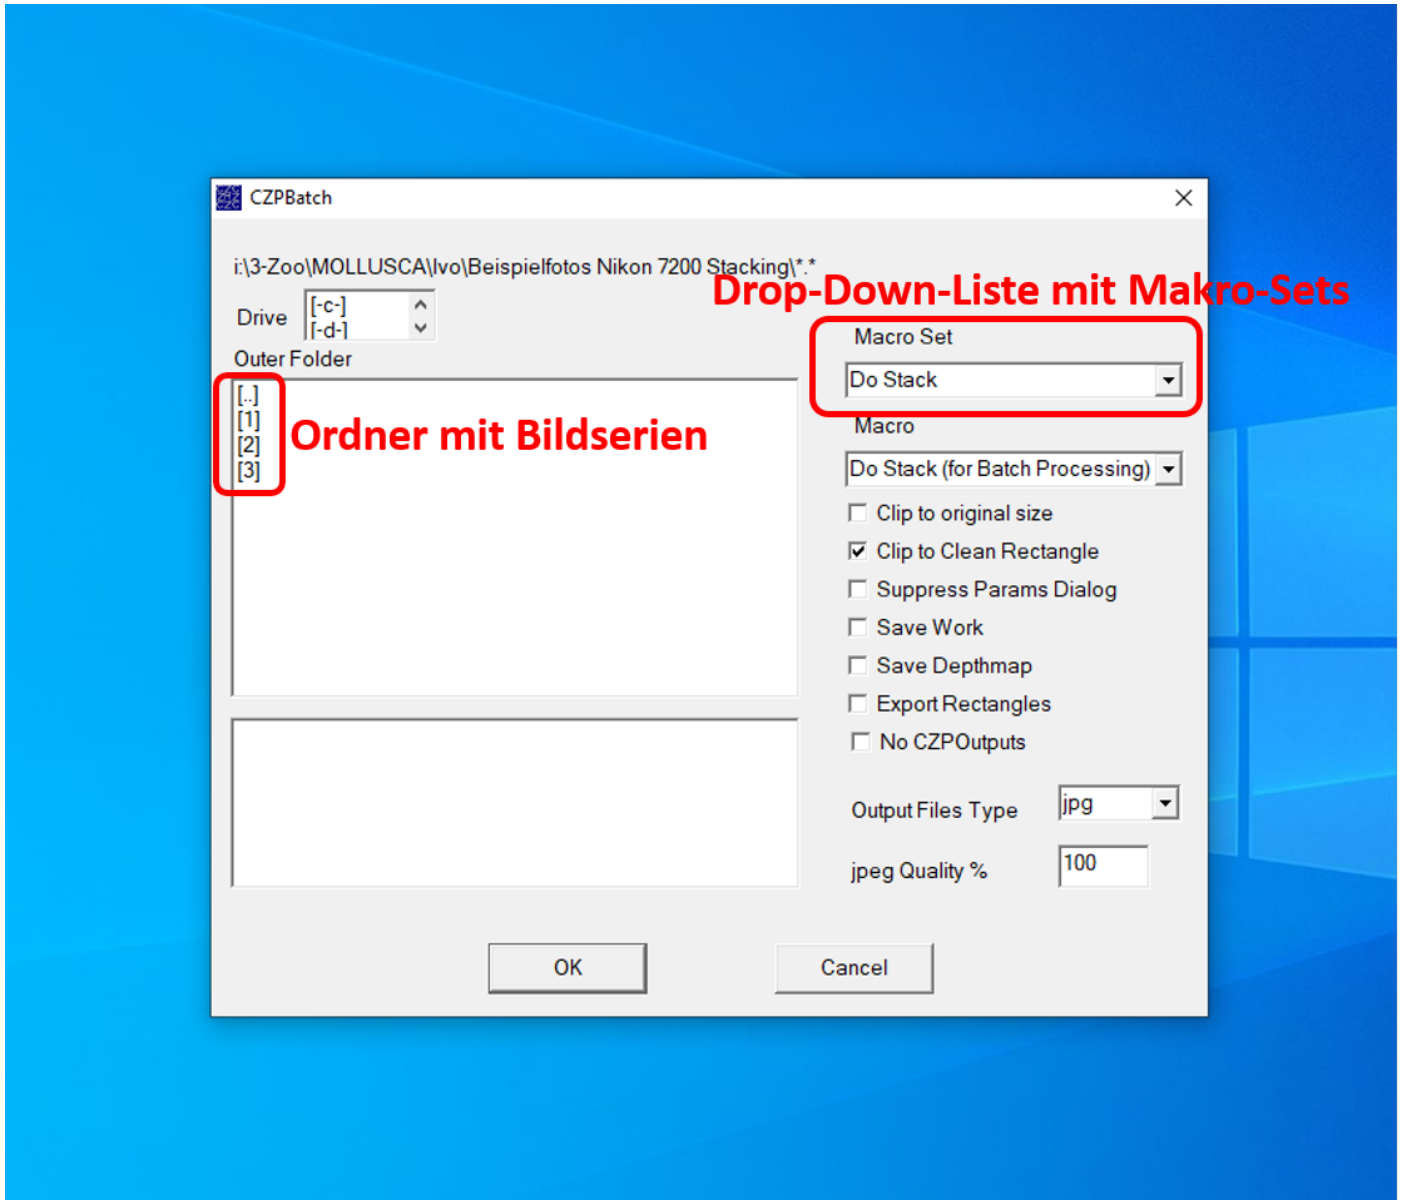 CZPBatch
i:\3-Zoo\MOLLUSCA\Ivo\Beispielfotos Nikon 7200 Stacking\*.*
Drop-Down-Liste mit Makro-Sets
Drive
[-c-]
[-d-]
Outer Folder
[..]
[1]
[2]
[3]
Ordner mit Bildserien
Macro Set
Do Stack
Macro
Do Stack (for Batch Processing)
Clip to original size
Clip to Clean Rectangle
Suppress Params Dialog
Save Work
Save Depthmap
Export Rectangles
No CZPOutputs
Output Files Type
jpg
jpeg Quality %
100
OK
Cancel